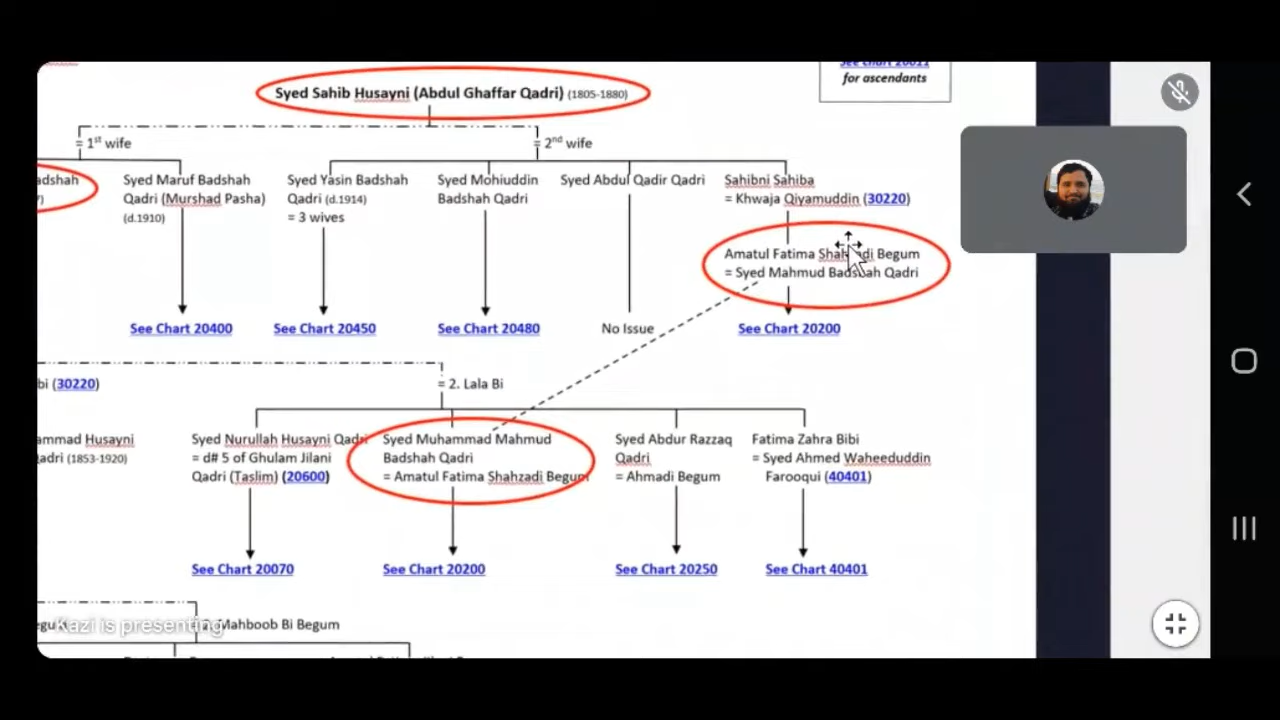 See chart 20011
for ascendants
Syed Sahib Husayni (Abdul Ghaffar Qadri) (1805-1880)
= 1st wife
= 2nd wife
adshah
7)
Syed Maruf Badshah
Qadri (Murshad Pasha)
(d.1910)
Syed Yasin Badshah
Qadri (d.1914)
= 3 wives
Syed Mohiuddin
Badshah Qadri
Syed Abdul Qadir Qadri
Sahibni Sahiba
= Khwaja Qiyamuddin (30220)
Amatul Fatima Shahzadi Begum
= Syed Mahmud Badshah Qadri
See Chart 20400
See Chart 20450
See Chart 20480
No Issue
See Chart 20200
bi (30220)
= 2. Lala Bi
ammad Husayni
adri (1853-1920)
Syed Nurullah Husayni Qadri
= d# 5 of Ghulam Jilani
Qadri (Taslim) (20600)
Syed Muhammad Mahmud
Badshah Qadri
= Amatul Fatima Shahzadi Begum
Syed Abdur Razzaq
Qadri
= Ahmadi Begum
Fatima Zahra Bibi
= Syed Ahmed Waheeduddin
Farooqui (40401)
See Chart 20070
See Chart 20200
See Chart 20250
See Chart 40401
Kazi is presenting
2. Mahboob Bi Begum